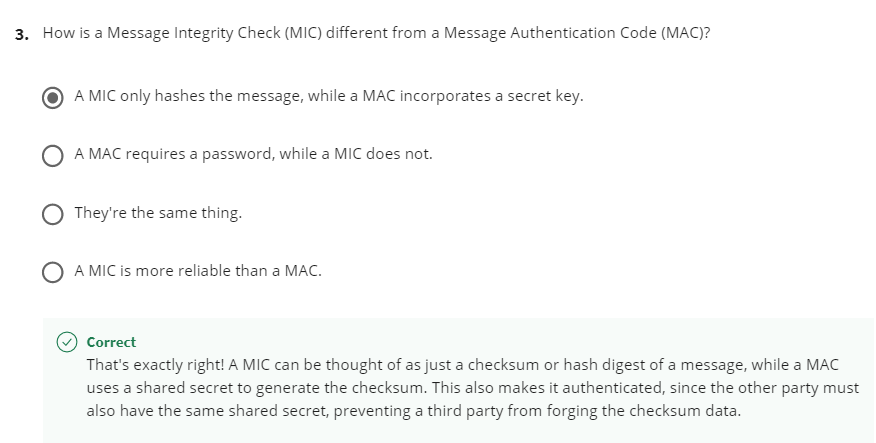 3. How is a Message Integrity Check (MIC) different from a Message Authentication Code (MAC)?
A MIC only hashes the message, while a MAC incorporates a secret key.
A MAC requires a password, while a MIC does not.
They're the same thing.
A MIC is more reliable than a MAC.
Correct
That's exactly right! A MIC can be thought of as just a checksum or hash digest of a message, while a MAC
uses a shared secret to generate the checksum. This also makes it authenticated, since the other party must
also have the same shared secret, preventing a third party from forging the checksum data.